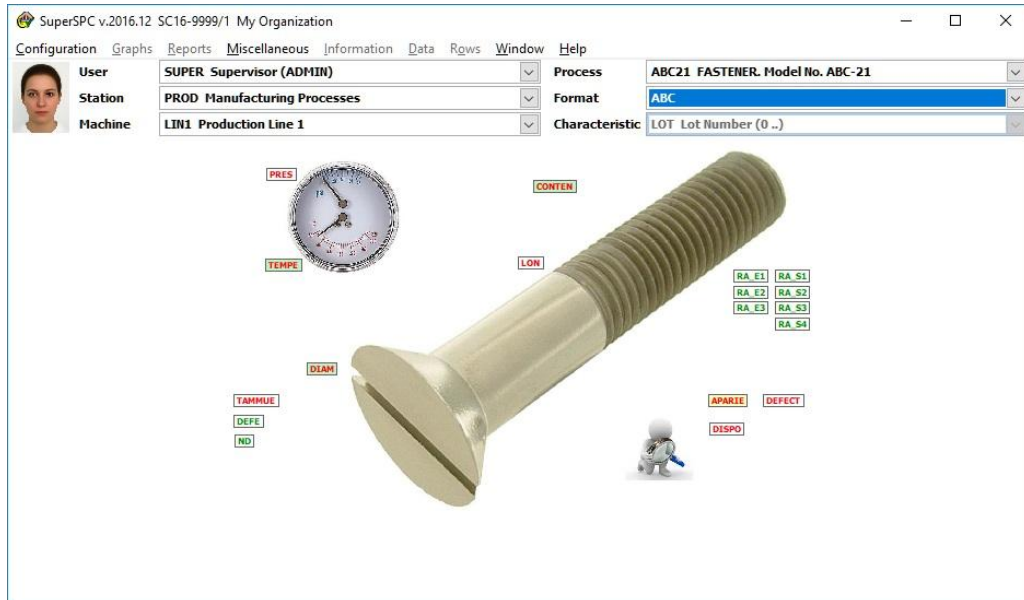 SuperSPC v.2016.12 SC16-9999/1 My Organization
Configuration Graphs Reports Miscellaneous Information Data Rows Window Help
User SUPER Supervisor (ADMIN) Process ABC21 FASTENER. Model No. ABC-21
Station PROD Manufacturing Processes Format ABC
Machine LIN1 Production Line 1 Characteristic LOT Lot Number (0 ..)
PRES
CONTEN
TEMPE
LON
RA_E1 RA_S1
RA_E2 RA_S2
RA_E3 RA_S3
RA_S4
DIAM
TAMMUE
APARIE DEFECT
DEFE
DISPO
ND